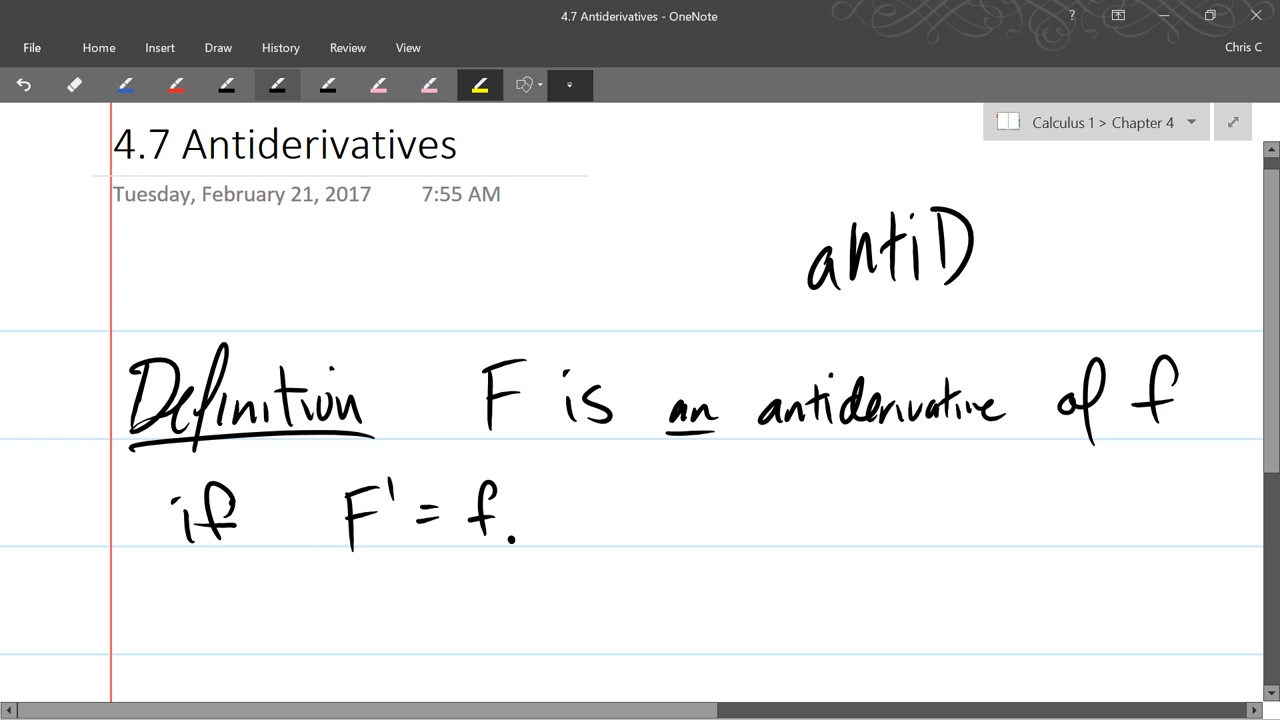 4.7 Antiderivatives - OneNote
?
File Home Insert Draw History Review View
Chris C
Calculus 1 > Chapter 4
4.7 Antiderivatives
Tuesday, February 21, 2017 7:55 AM
antiD
Definition F is an antiderivative of f
if F' = f.